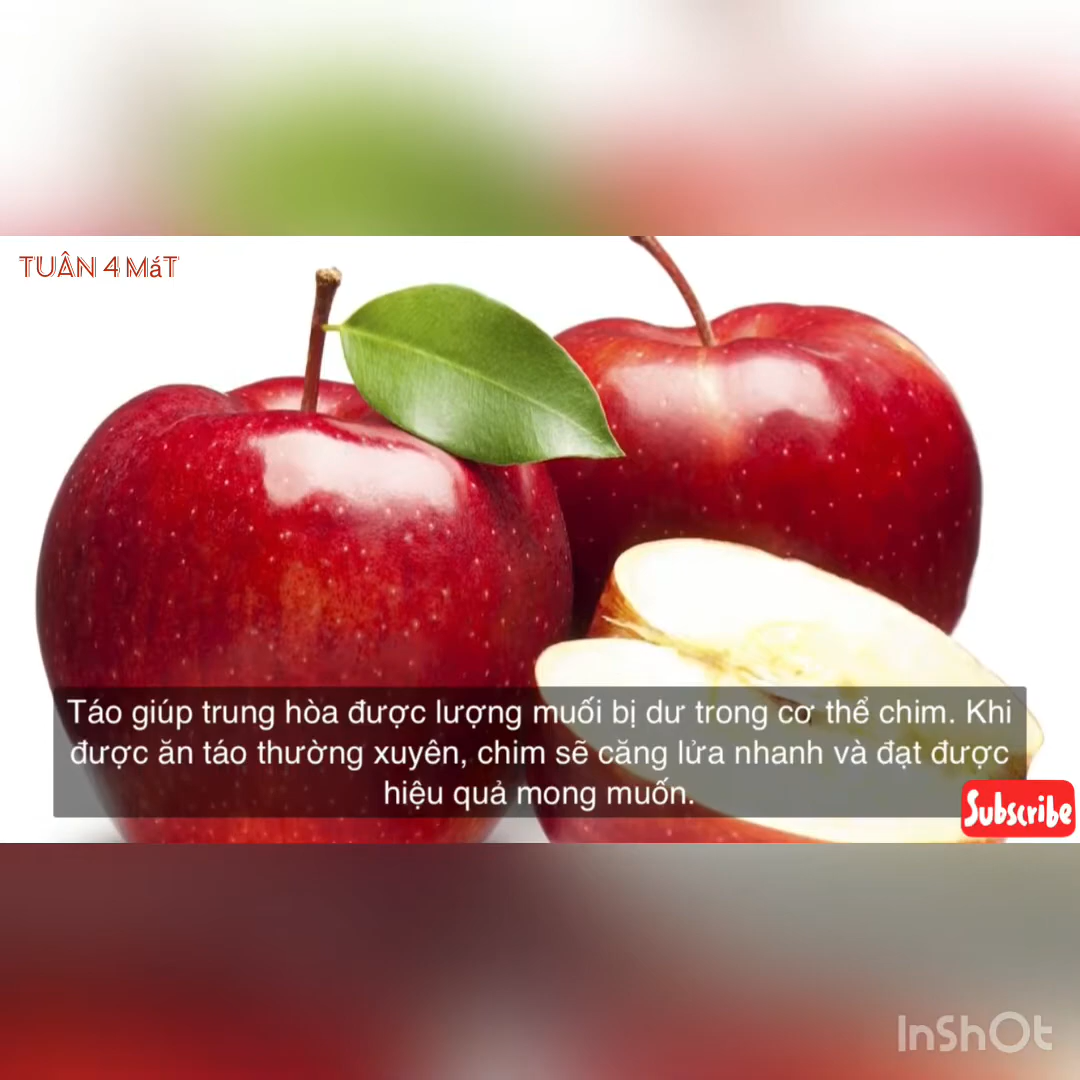 TUÂN 4 MắT
Táo giúp trung hòa được lượng muối bị dư trong cơ thể chim. Khi
được ăn táo thường xuyên, chim sẽ căng lửa nhanh và đạt được
hiệu quả mong muốn.
Subscribe
InShOt